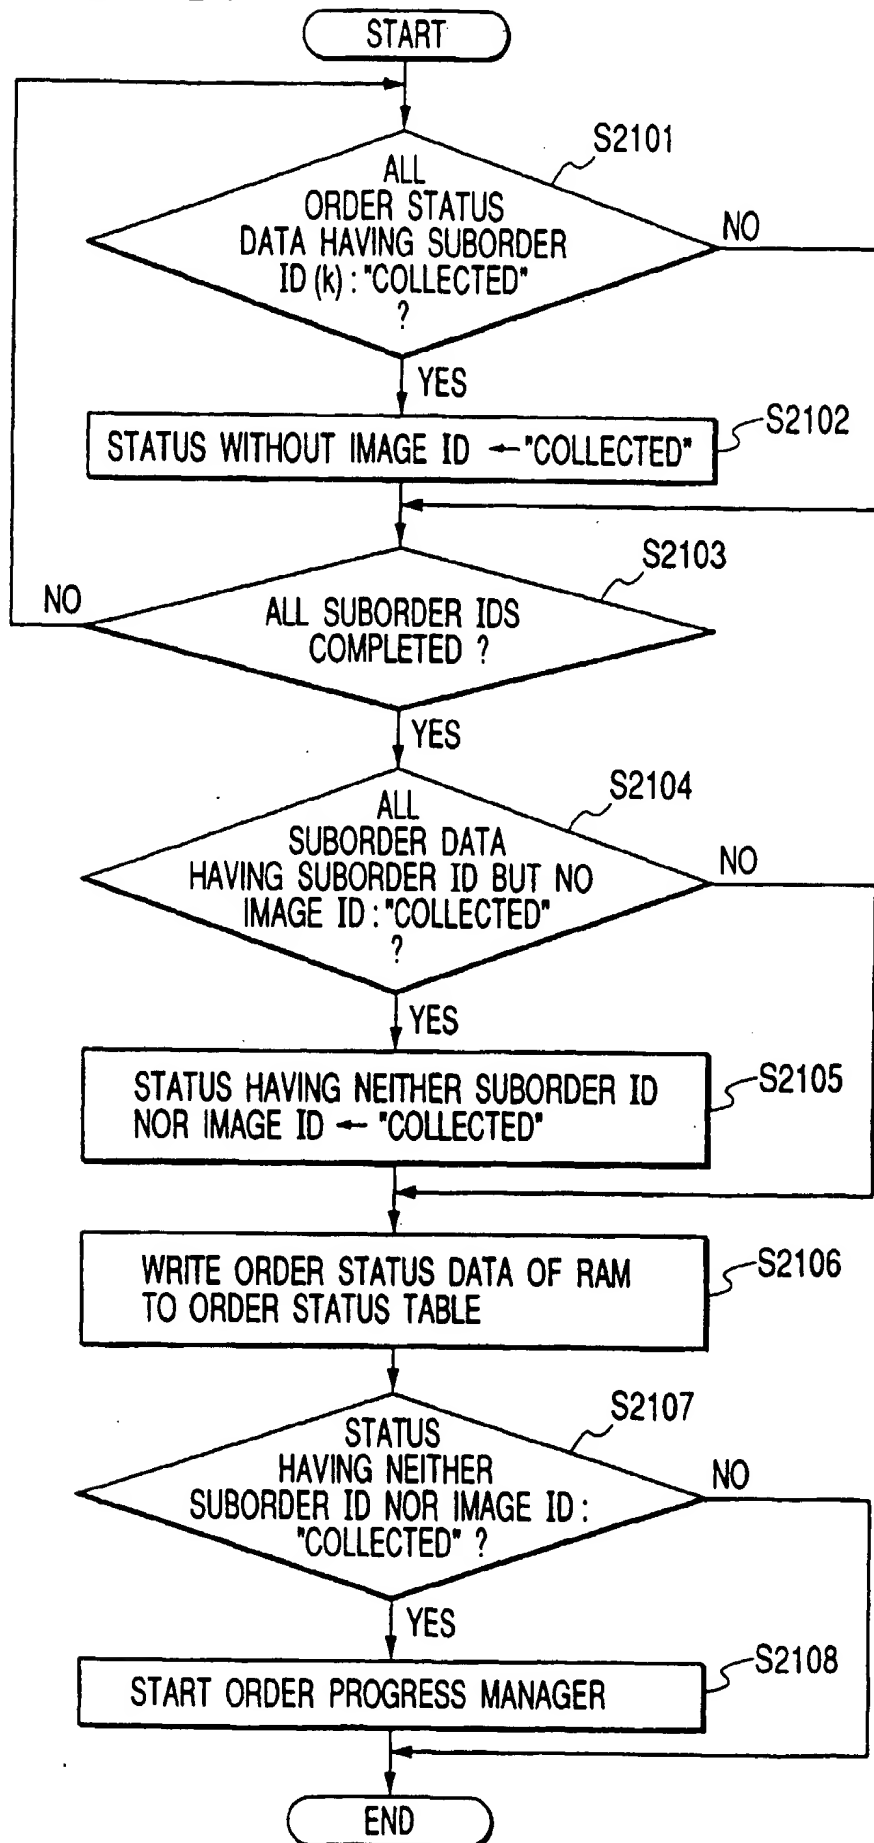 START
S2101
ALL
ORDER STATUS
DATA HAVING SUBORDER
ID (k) : "COLLECTED"
?
NO
YES
S2102
STATUS WITHOUT IMAGE ID ← "COLLECTED"
S2103
NO
ALL SUBORDER IDS
COMPLETED ?
YES
S2104
ALL
SUBORDER DATA
HAVING SUBORDER ID BUT NO
IMAGE ID : "COLLECTED"
?
NO
YES
S2105
STATUS HAVING NEITHER SUBORDER ID
NOR IMAGE ID ← "COLLECTED"
S2106
WRITE ORDER STATUS DATA OF RAM
TO ORDER STATUS TABLE
S2107
STATUS
HAVING NEITHER
SUBORDER ID NOR IMAGE ID :
"COLLECTED" ?
NO
YES
S2108
START ORDER PROGRESS MANAGER
END